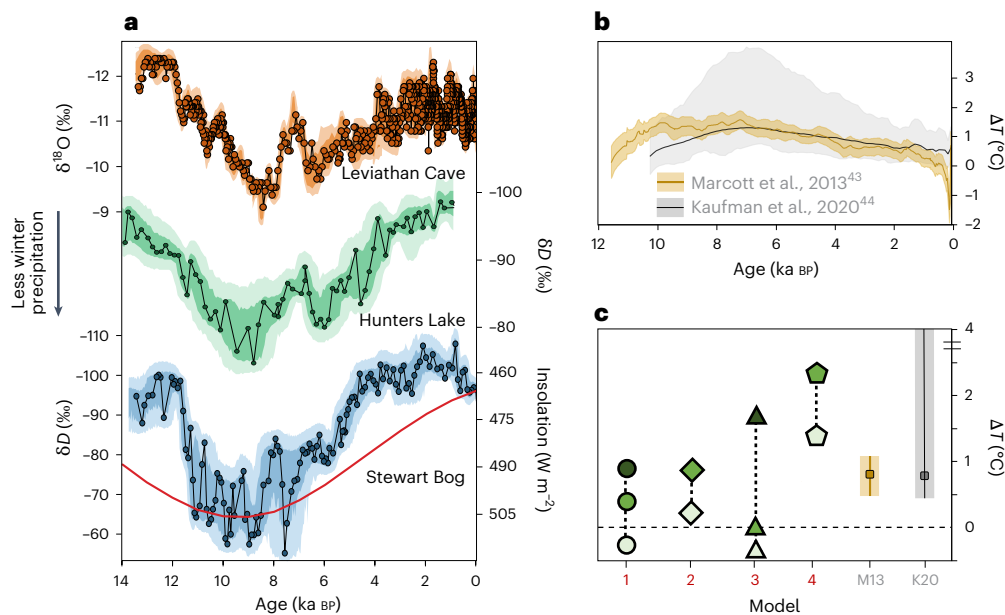 a
δ18O (‰)
–12
–11
–10
–9
Leviathan Cave
Less winter
precipitation
–100
–90
–80
δD (‰)
Hunters Lake
–110
–100
–90
–80
–70
–60
δD (‰)
460
475
490
505
Insolation (W m–2)
Stewart Bog
14 12 10 8 6 4 2 0
Age (ka BP)
b
3
2
1
0
–1
–2
ΔT (°C)
Marcott et al., 201343
Kaufman et al., 202044
12 10 8 6 4 2 0
Age (ka BP)
c
4
2
1
0
ΔT (°C)
1 2 3 4 M13 K20
Model